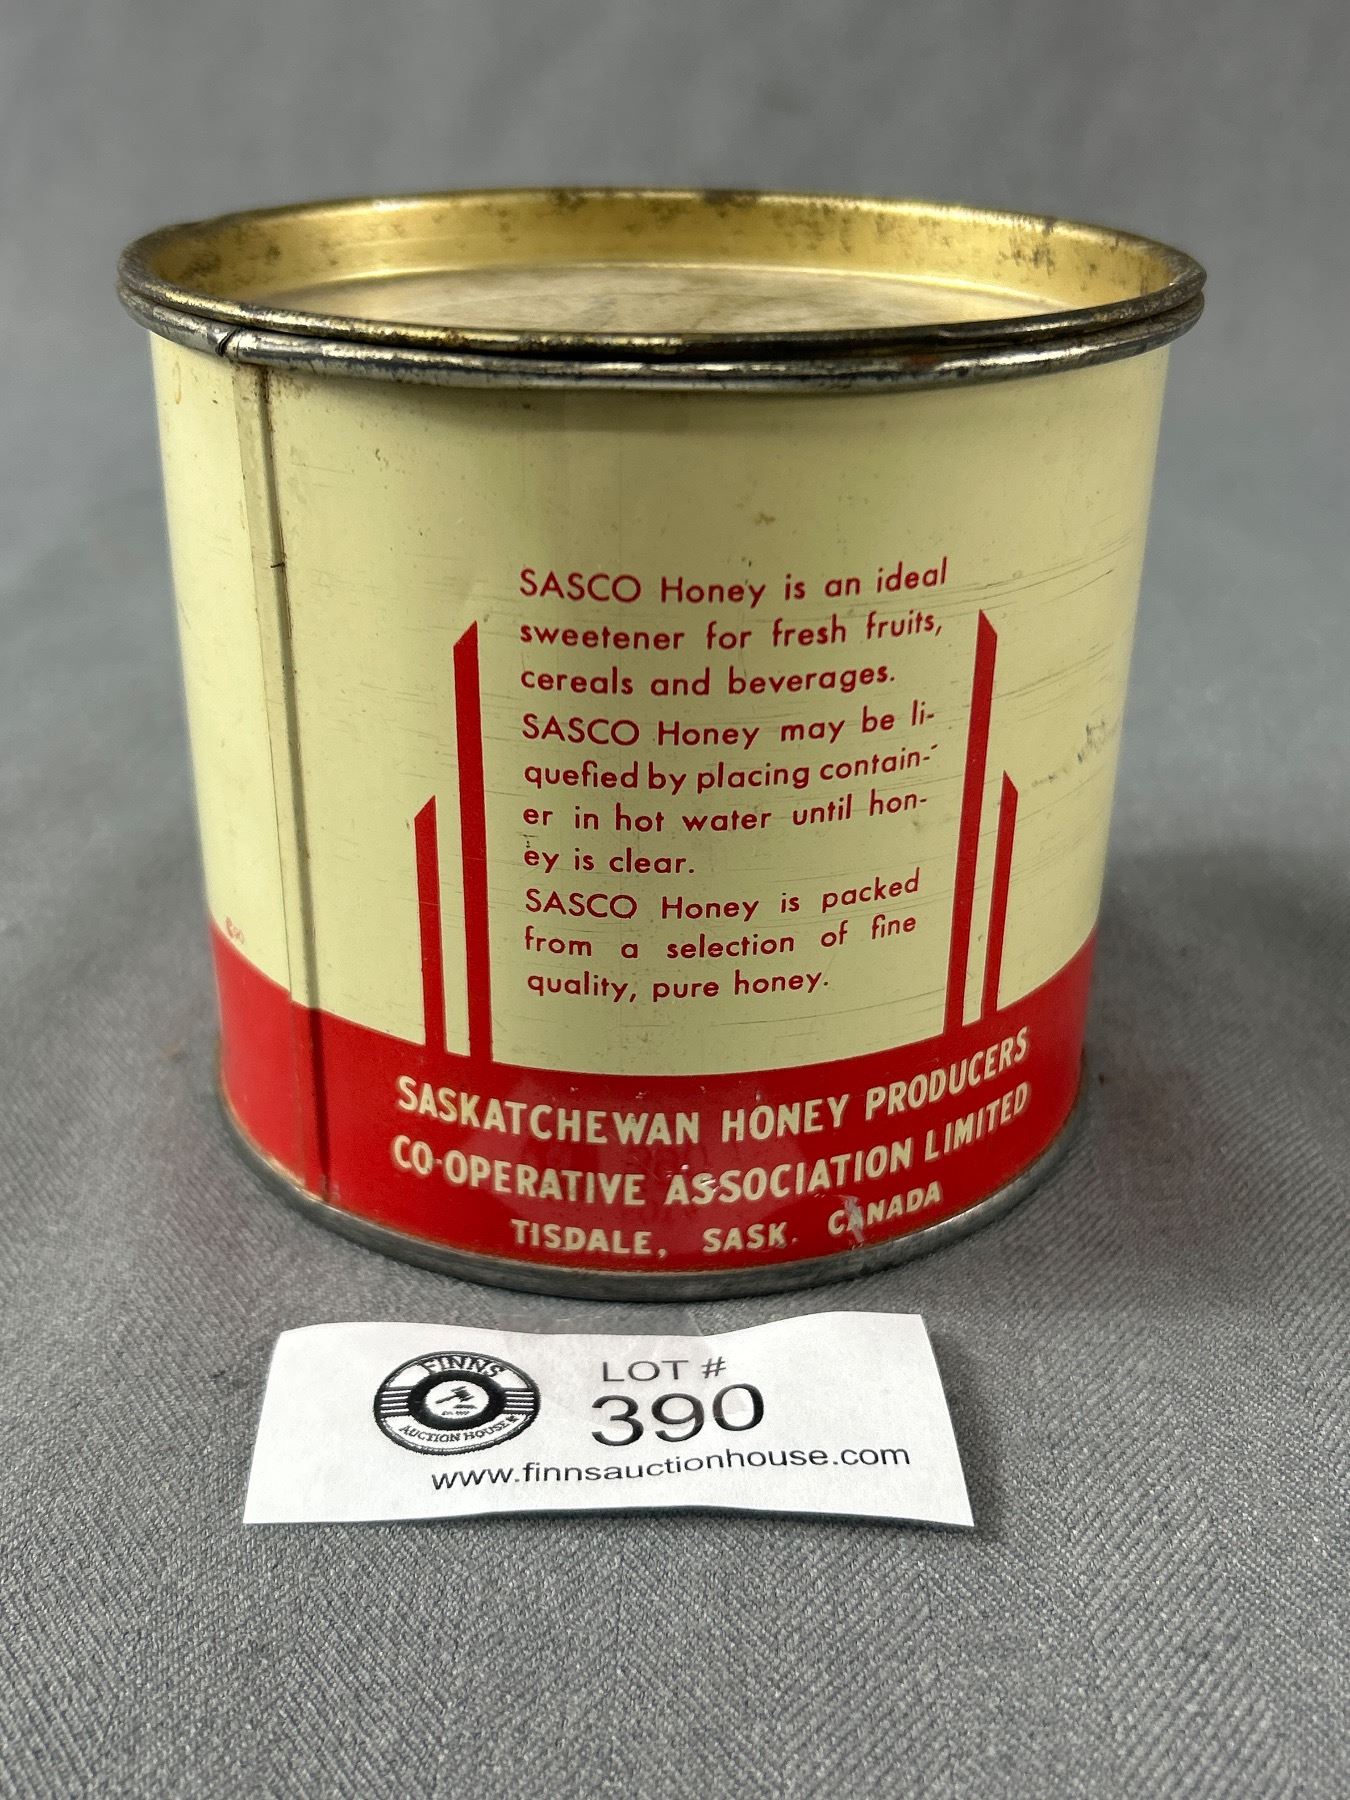 SASCO Honey is an ideal
sweetener for fresh fruits,
cereals and beverages.
SASCO Honey may be li-
quefied by placing contain-
er in hot water until hon-
ey is clear.
SASCO Honey is packed
from a selection of fine
quality, pure honey.
SASKATCHEWAN HONEY PRODUCERS
CO-OPERATIVE ASSOCIATION LIMITED
TISDALE, SASK. CANADA
FINNS
AUCTION HOUSE
LOT #
390
www.finnsauctionhouse.com